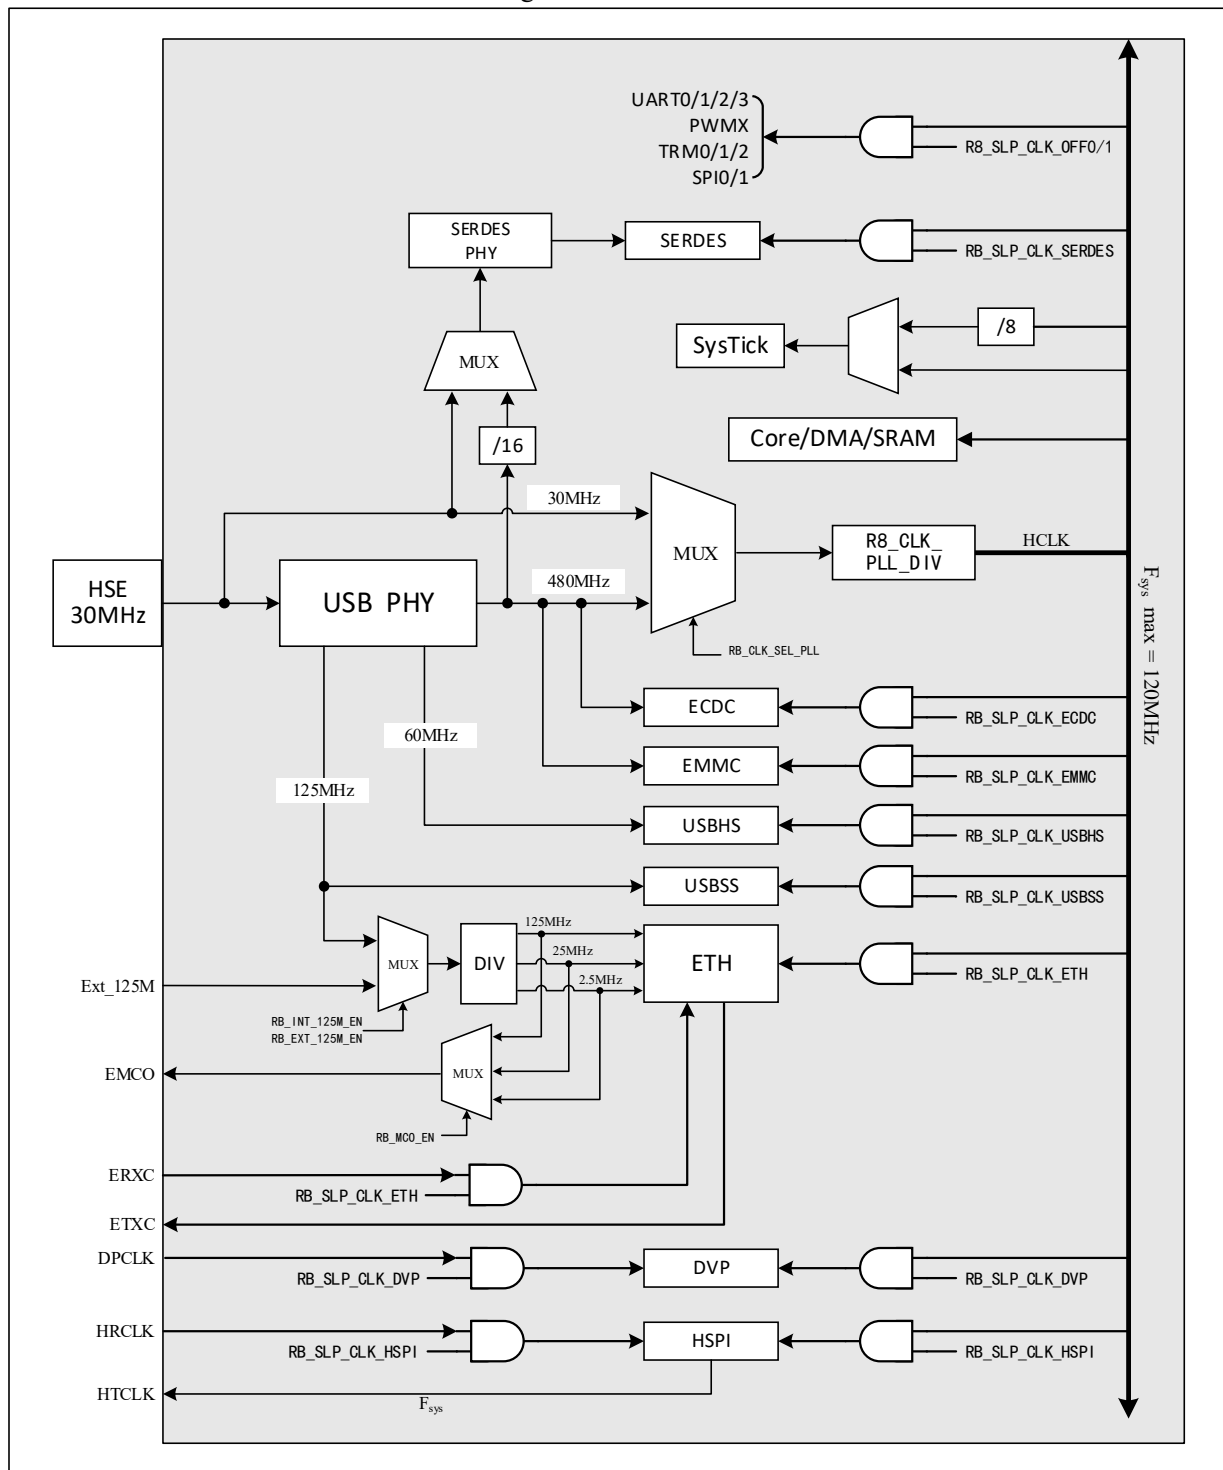 UART0/1/2/3
PWMX
TRM0/1/2
SPI0/1
R8_SLP_CLK_OFF0/1
SERDES
PHY
SERDES
RB_SLP_CLK_SERDES
SysTick
/8
MUX
Core/DMA/SRAM
/16
30MHz
MUX
R8_CLK_
PLL_DIV
HCLK
HSE
30MHz
USB PHY
480MHz
RB_CLK_SEL_PLL
Fsys max = 120MHz
ECDC
RB_SLP_CLK_ECDC
60MHz
EMMC
RB_SLP_CLK_EMMC
125MHz
USBHS
RB_SLP_CLK_USBHS
USBSS
RB_SLP_CLK_USBSS
125MHz
MUX
DIV
25MHz
ETH
RB_SLP_CLK_ETH
2.5MHz
Ext_125M
RB_INT_125M_EN
RB_EXT_125M_EN
EMCO
MUX
RB_MCO_EN
ERXC
RB_SLP_CLK_ETH
ETXC
DPCLK
RB_SLP_CLK_DVP
DVP
RB_SLP_CLK_DVP
HRCLK
RB_SLP_CLK_HSPI
HSPI
RB_SLP_CLK_HSPI
HTCLK
Fsys